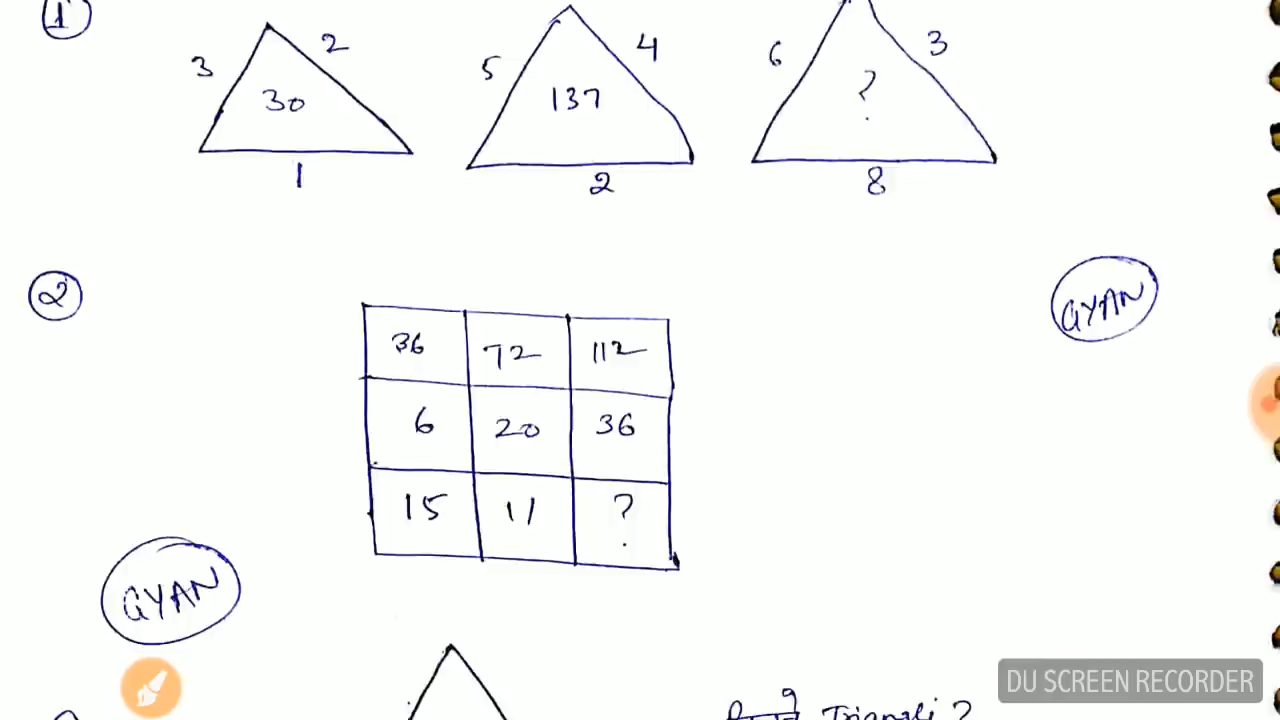 1
3 2 5 4 6 3
30 137 ?
1 2 8
2
GYAN
36 72 112
6 20 36
15 11 ?
GYAN
DU SCREEN RECORDER
?